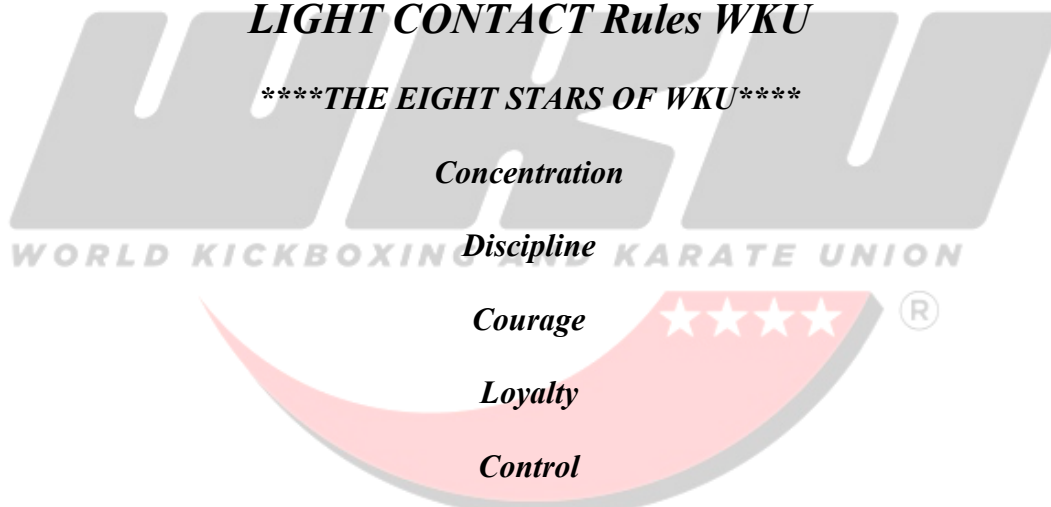 LIGHT CONTACT Rules WKU
****THE EIGHT STARS OF WKU****
Concentration
WKU
Discipline
WORLD KICKBOXING AND KARATE UNION
Courage
®
Loyalty
Control